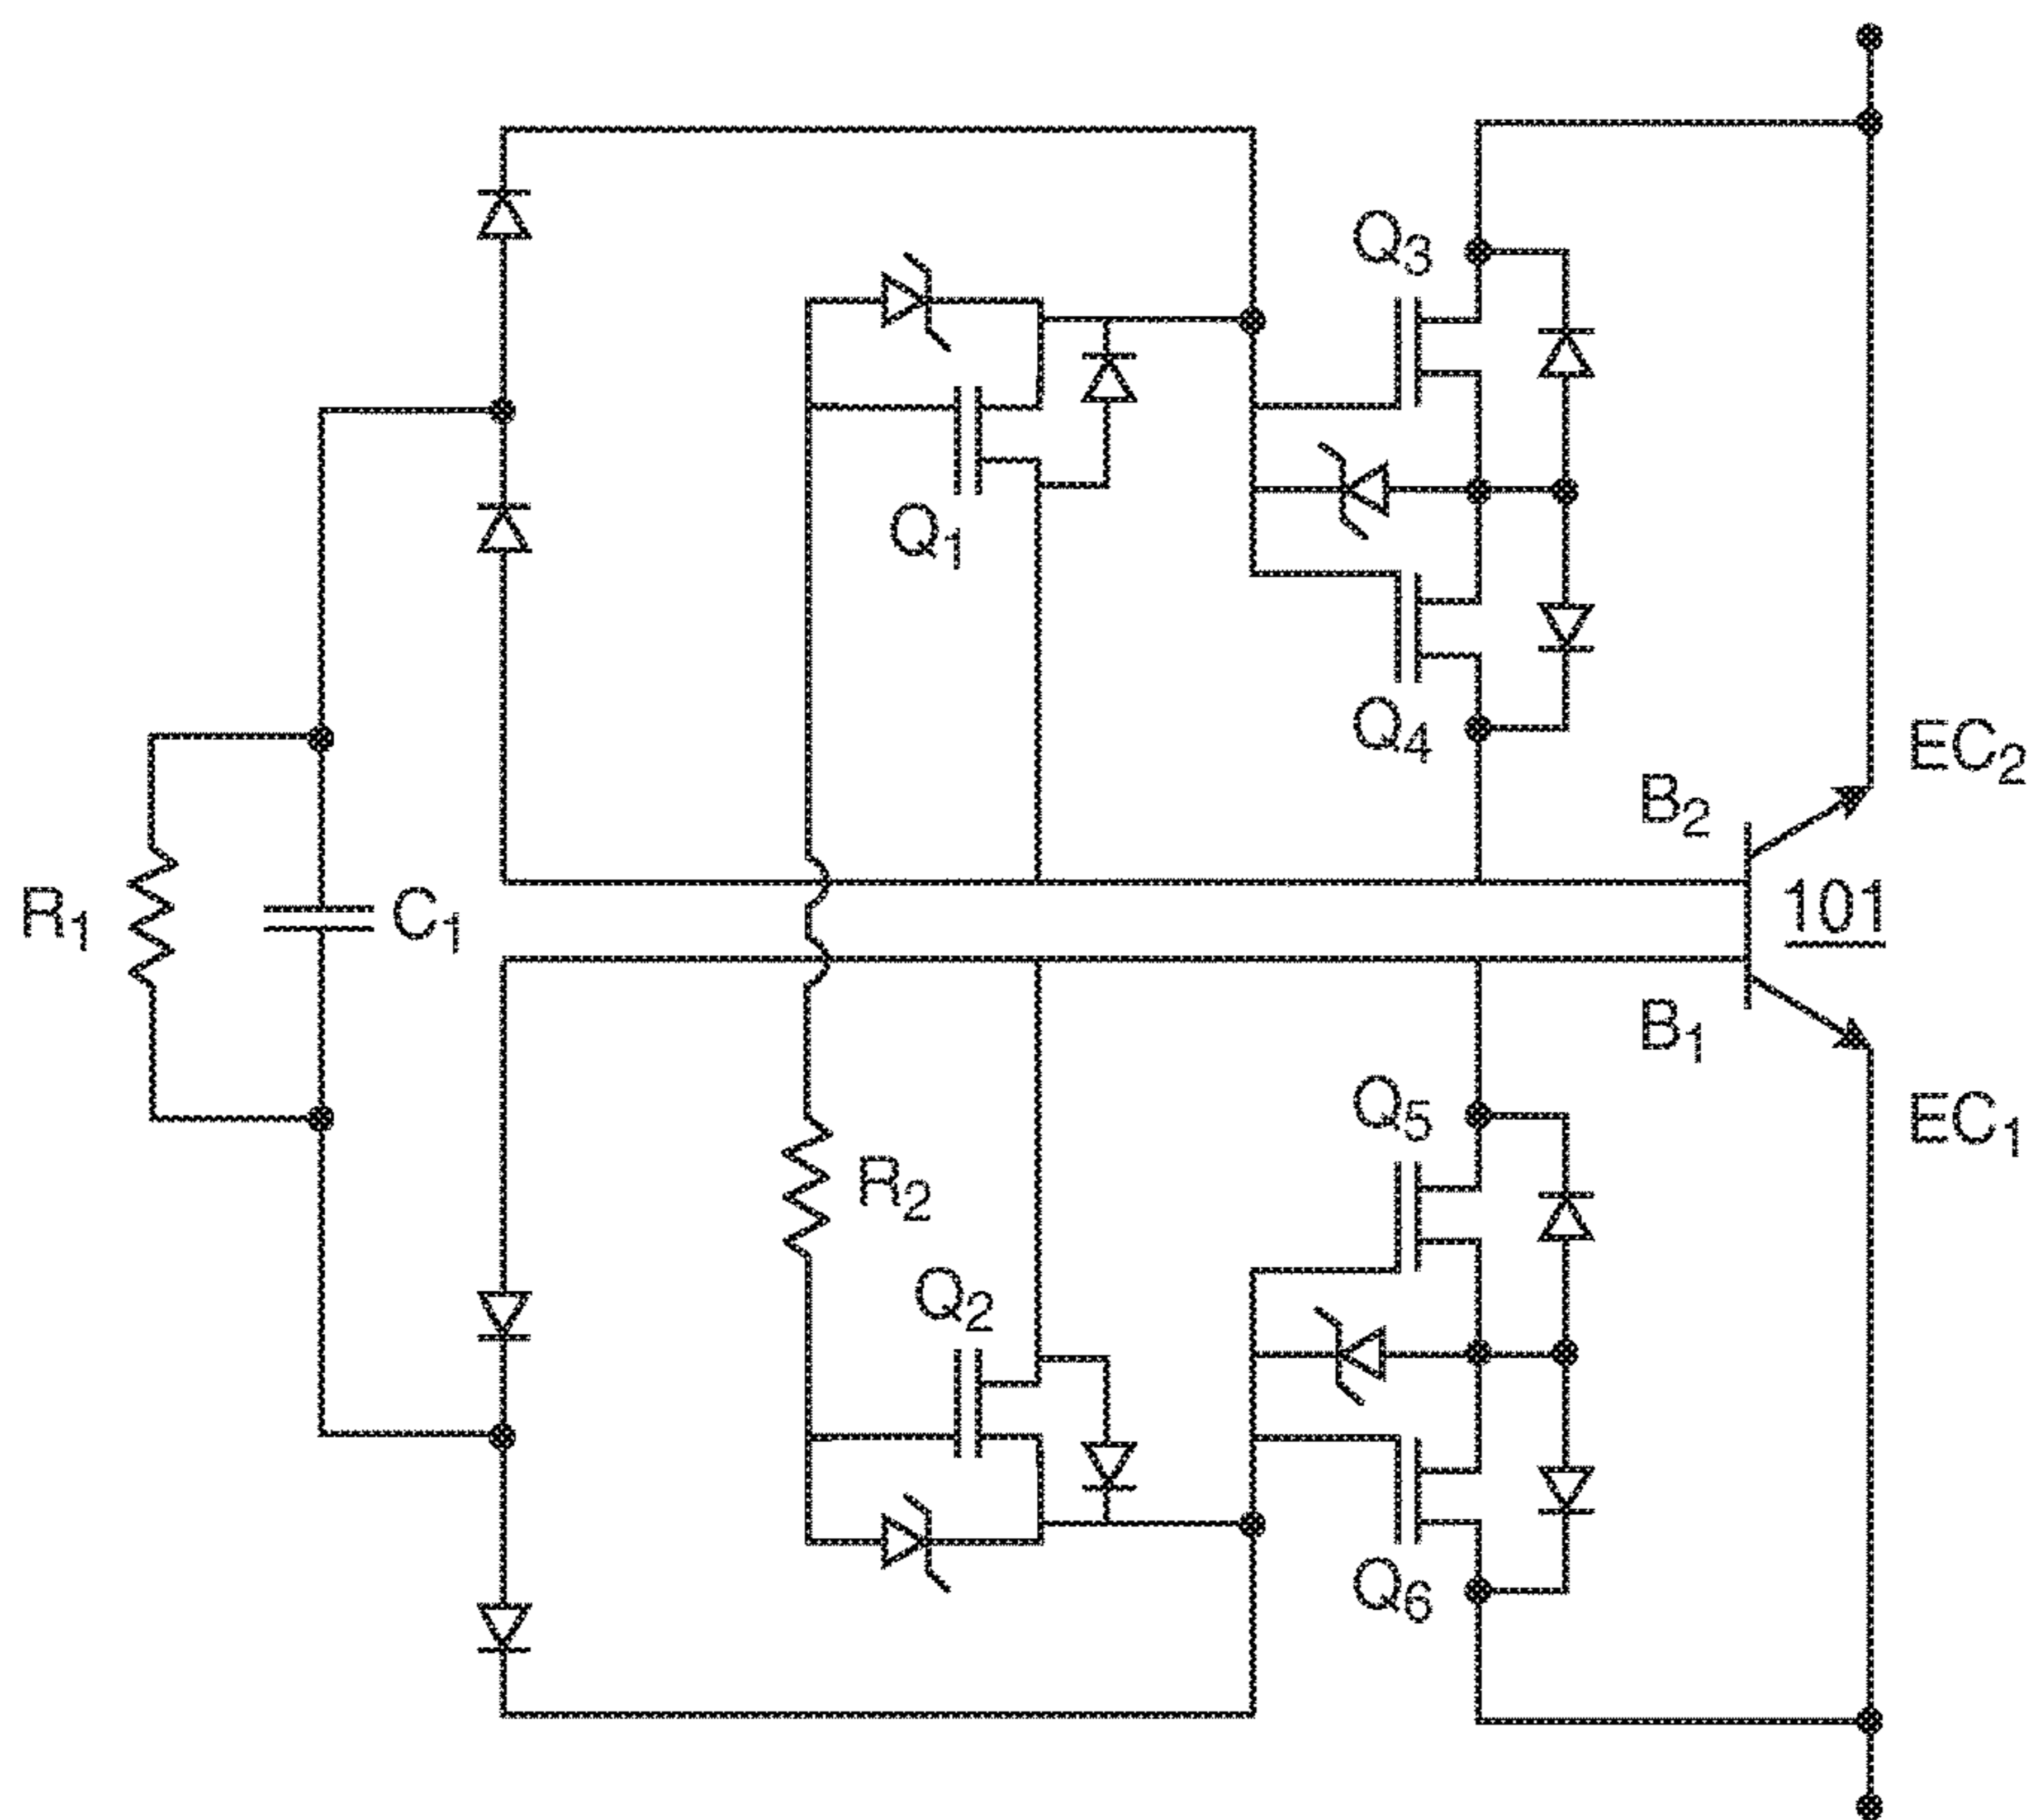 Q₃
Q₁
Q₄
EC₂
B₂
R₁
C₁
101
B₁
Q₅
EC₁
R₂
Q₂
Q₆